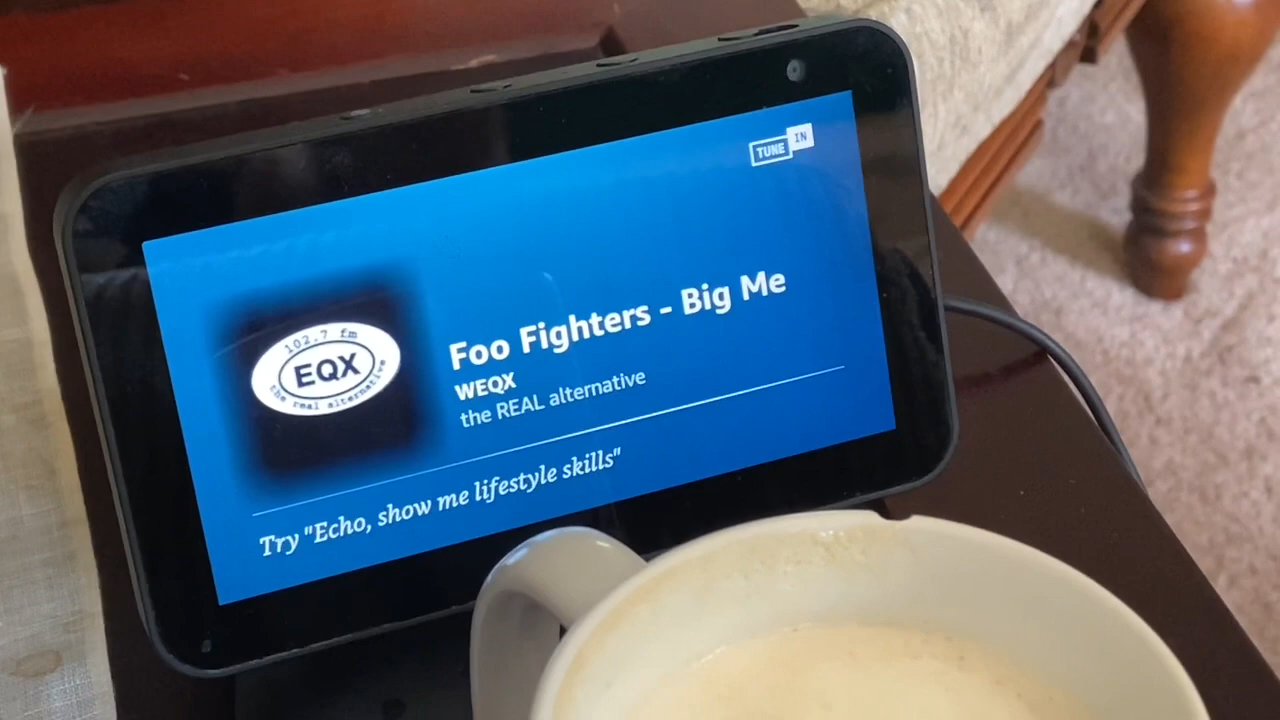 TUNE IN
102.7 fm
EQX
the real alternative
Foo Fighters - Big Me
WEQX
the REAL alternative
Try "Echo, show me lifestyle skills"